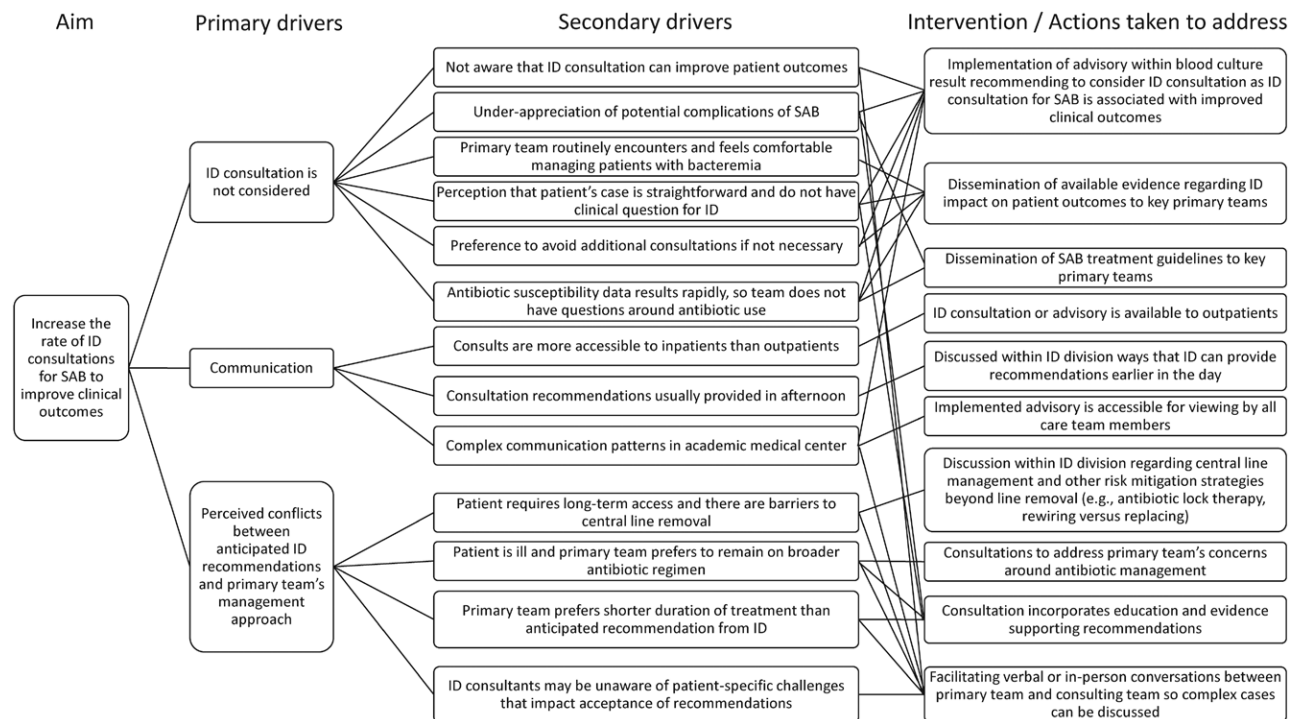 Aim
Primary drivers
Secondary drivers
Intervention / Actions taken to address
Increase the
rate of ID
consultations
for SAB to
improve clinical
outcomes
ID consultation is
not considered
Communication
Perceived conflicts
between
anticipated ID
recommendations
and primary team’s
management
approach
Not aware that ID consultation can improve patient outcomes
Under-appreciation of potential complications of SAB
Primary team routinely encounters and feels comfortable
managing patients with bacteremia
Perception that patient’s case is straightforward and do not have
clinical question for ID
Preference to avoid additional consultations if not necessary
Antibiotic susceptibility data results rapidly, so team does not
have questions around antibiotic use
Consults are more accessible to inpatients than outpatients
Consultation recommendations usually provided in afternoon
Complex communication patterns in academic medical center
Patient requires long-term access and there are barriers to
central line removal
Patient is ill and primary team prefers to remain on broader
antibiotic regimen
Primary team prefers shorter duration of treatment than
anticipated recommendation from ID
ID consultants may be unaware of patient-specific challenges
that impact acceptance of recommendations
Implementation of advisory within blood culture
result recommending to consider ID consultation as ID
consultation for SAB is associated with improved
clinical outcomes
Dissemination of available evidence regarding ID
impact on patient outcomes to key primary teams
Dissemination of SAB treatment guidelines to key
primary teams
ID consultation or advisory is available to outpatients
Discussed within ID division ways that ID can provide
recommendations earlier in the day
Implemented advisory is accessible for viewing by all
care team members
Discussion within ID division regarding central line
management and other risk mitigation strategies
beyond line removal (e.g., antibiotic lock therapy,
rewiring versus replacing)
Consultations to address primary team’s concerns
around antibiotic management
Consultation incorporates education and evidence
supporting recommendations
Facilitating verbal or in-person conversations between
primary team and consulting team so complex cases
can be discussed